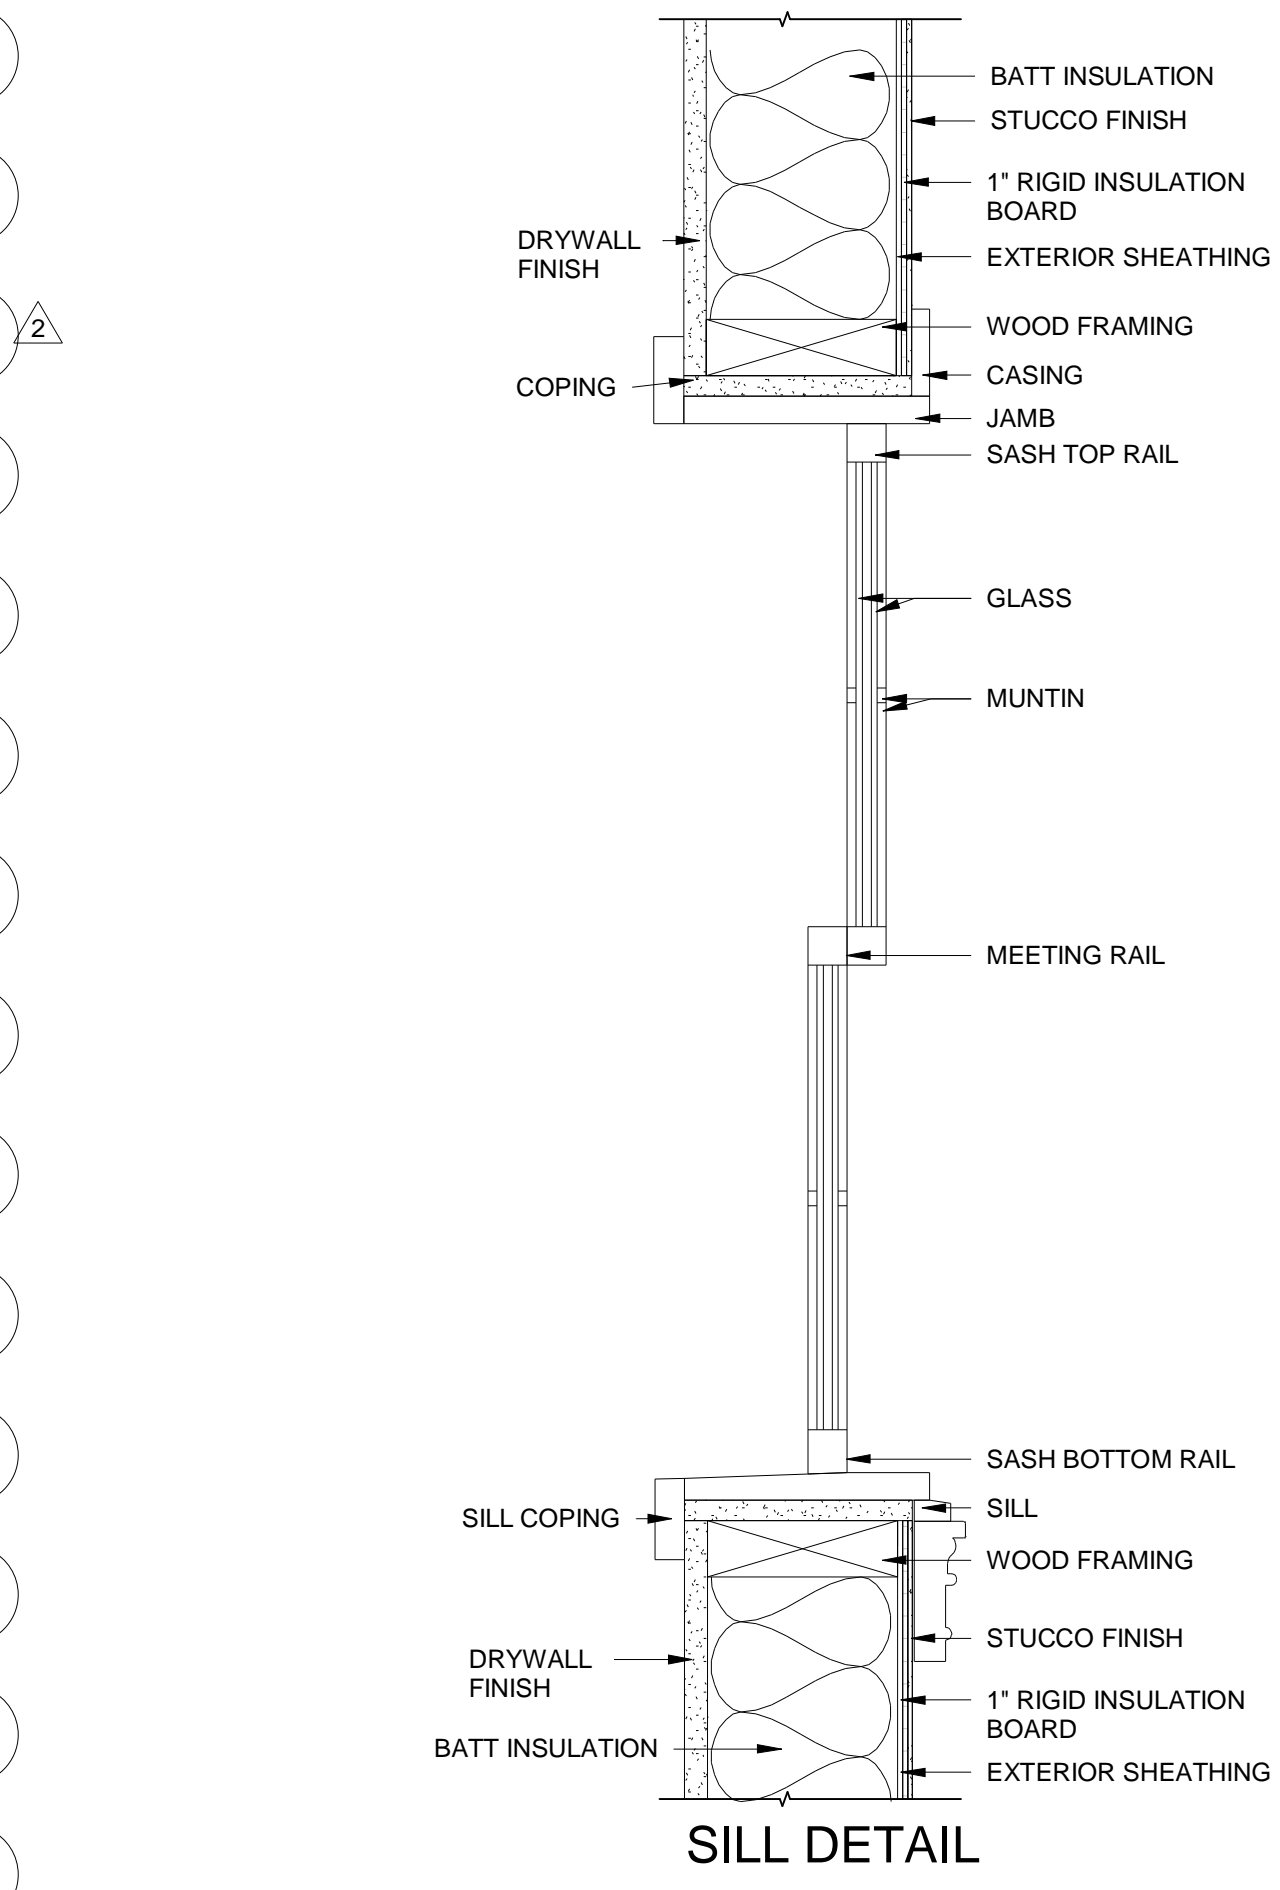 BATT INSULATION
STUCCO FINISH
1" RIGID INSULATION
BOARD
DRYWALL
FINISH
EXTERIOR SHEATHING
2
WOOD FRAMING
COPING
CASING
JAMB
SASH TOP RAIL
GLASS
MUNTIN
MEETING RAIL
SASH BOTTOM RAIL
SILL COPING
SILL
WOOD FRAMING
STUCCO FINISH
DRYWALL
FINISH
1" RIGID INSULATION
BOARD
BATT INSULATION
EXTERIOR SHEATHING
SILL DETAIL